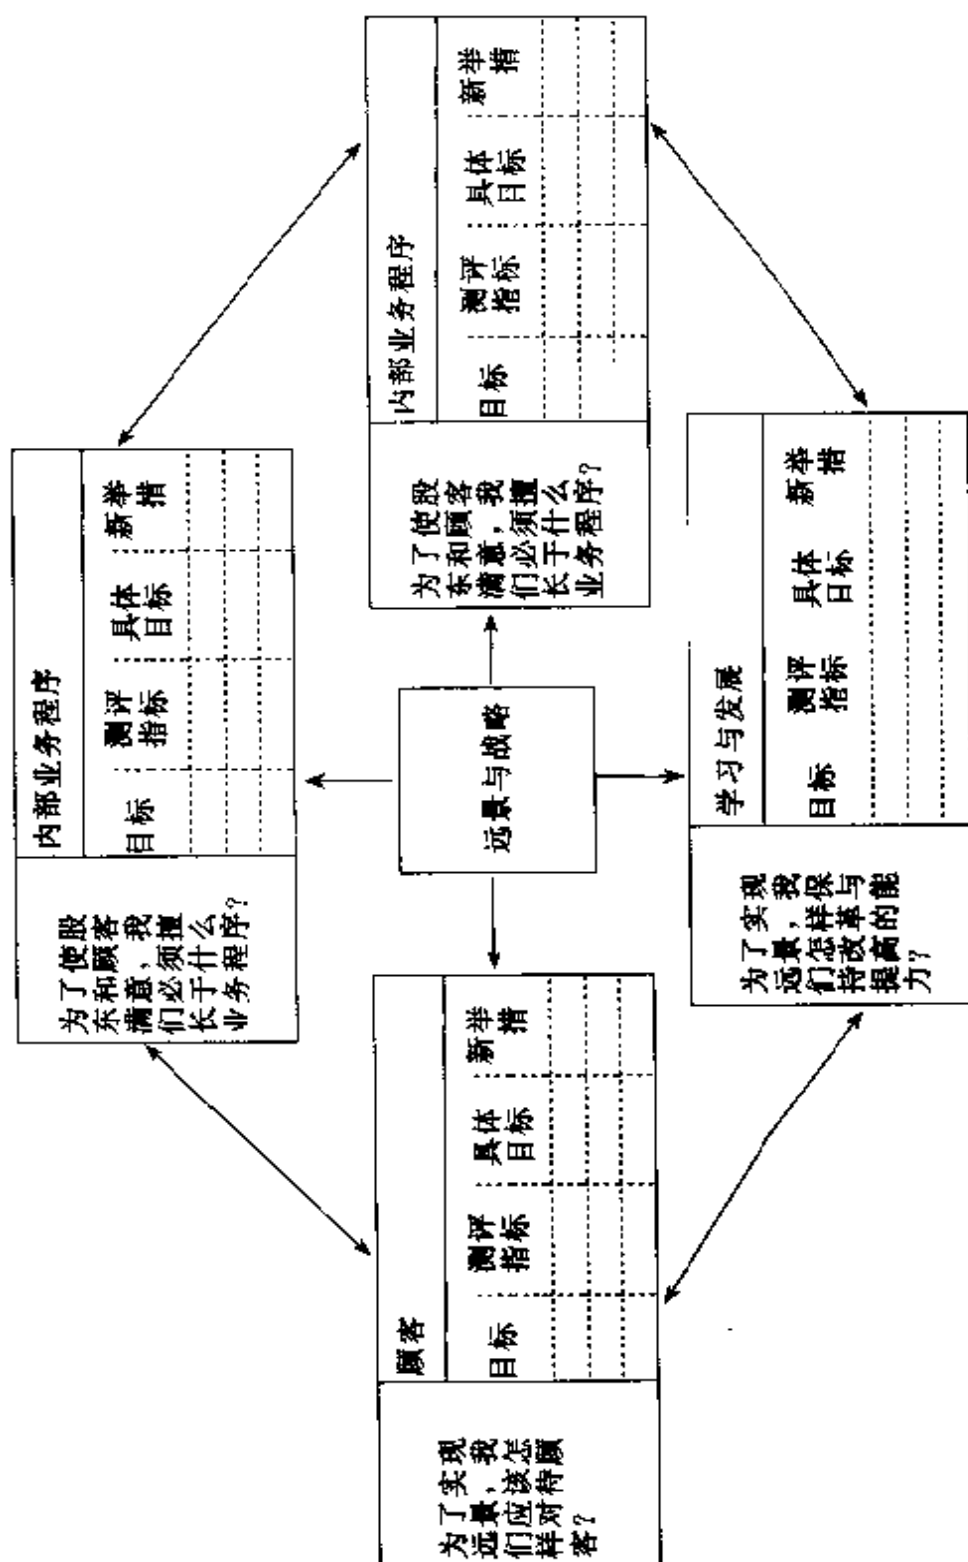 内部业务程序
为了使股
东和顾客
满意，我
们必须擅
长于什么
业务程序?
目标 测评指标 具体目标 新举措
顾客
为了实现
远景，我
们应该怎
样对待顾
客?
目标 测评指标 具体目标 新举措
远景与战略
内部业务程序
为了使股
东和顾客
满意，我
们必须擅
长于什么
业务程序?
目标 测评指标 具体目标 新举措
学习与发展
为了实现
远景，我
们怎样保
持改革与
提高的能
力?
目标 测评指标 具体目标 新举措